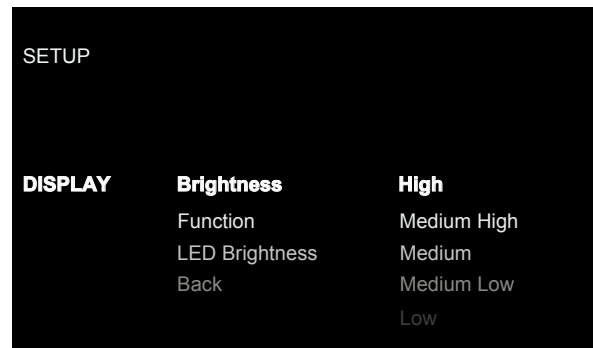 SETUP
DISPLAY Brightness High
Function Medium High
LED Brightness Medium
Back Medium Low
Low